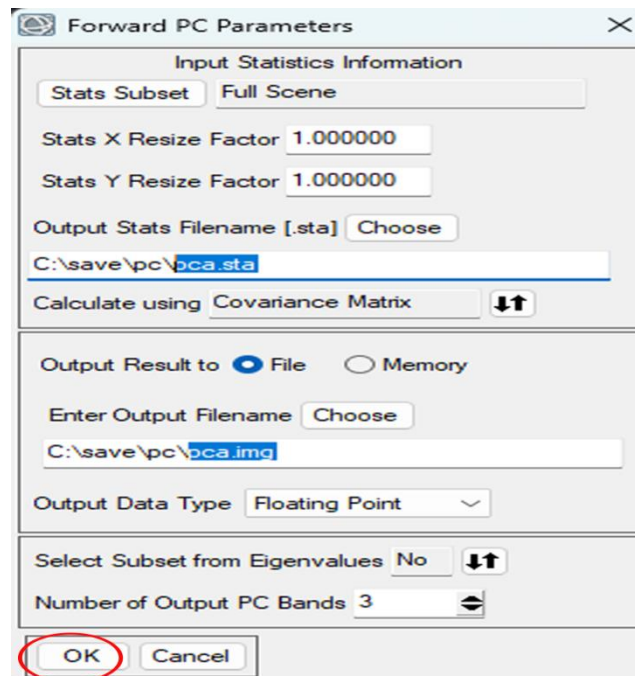 Forward PC Parameters
Input Statistics Information
Stats Subset Full Scene
Stats X Resize Factor 1.000000
Stats Y Resize Factor 1.000000
Output Stats Filename [.sta] Choose
C:\save\pc\pca.sta
Calculate using Covariance Matrix
Output Result to File Memory
Enter Output Filename Choose
C:\save\pc\pca.img
Output Data Type Floating Point
Select Subset from Eigenvalues No
Number of Output PC Bands 3
OK Cancel